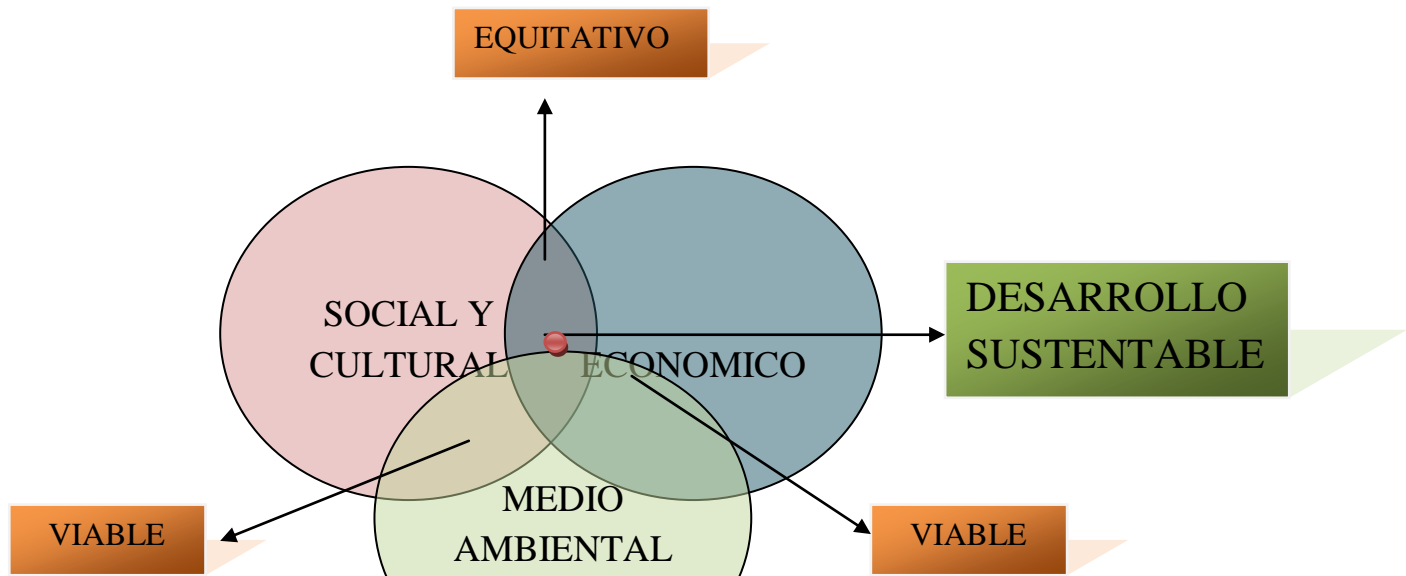 EQUITATIVO
SOCIAL Y
CULTURAL
ECONOMICO
DESARROLLO
SUSTENTABLE
MEDIO
AMBIENTAL
VIABLE
VIABLE